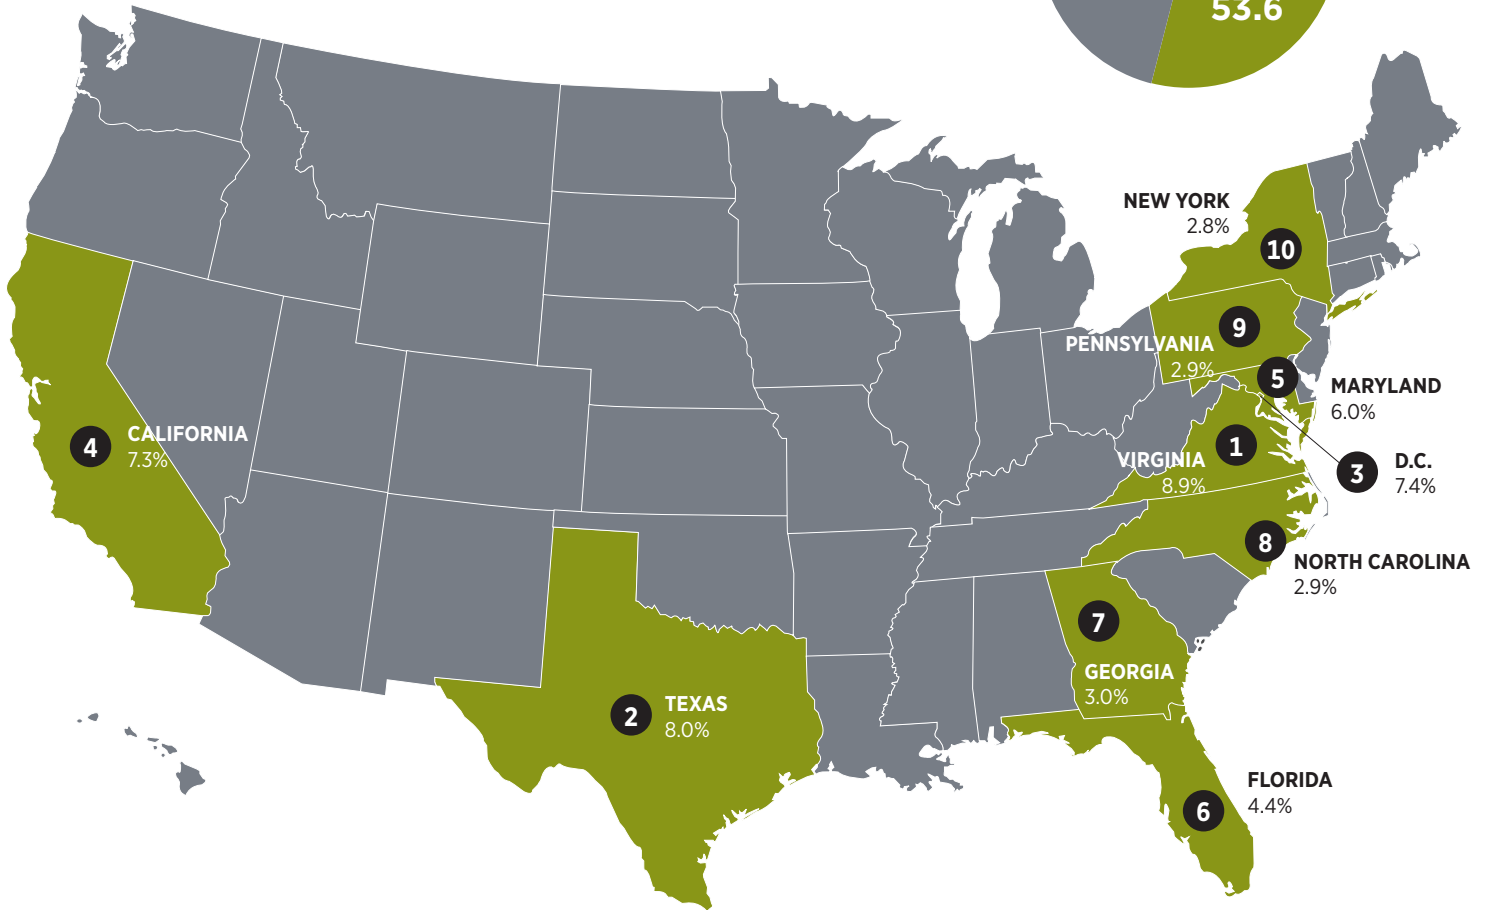 53.6
NEW YORK
2.8%
10
9
PENNSYLVANIA
2.9%
5
MARYLAND
6.0%
4
CALIFORNIA
7.3%
1
VIRGINIA
8.9%
3
D.C.
7.4%
8
NORTH CAROLINA
2.9%
7
GEORGIA
3.0%
2
TEXAS
8.0%
6
FLORIDA
4.4%